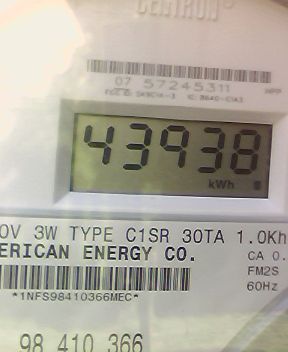 CENTRON®
07 57245311
43938
kWh
0V 3W TYPE C1SR 30TA 1.0Kh
ERICAN ENERGY CO.
CA 0.
FM2S
60Hz
*1NFS98410366MEC*
98 410 366